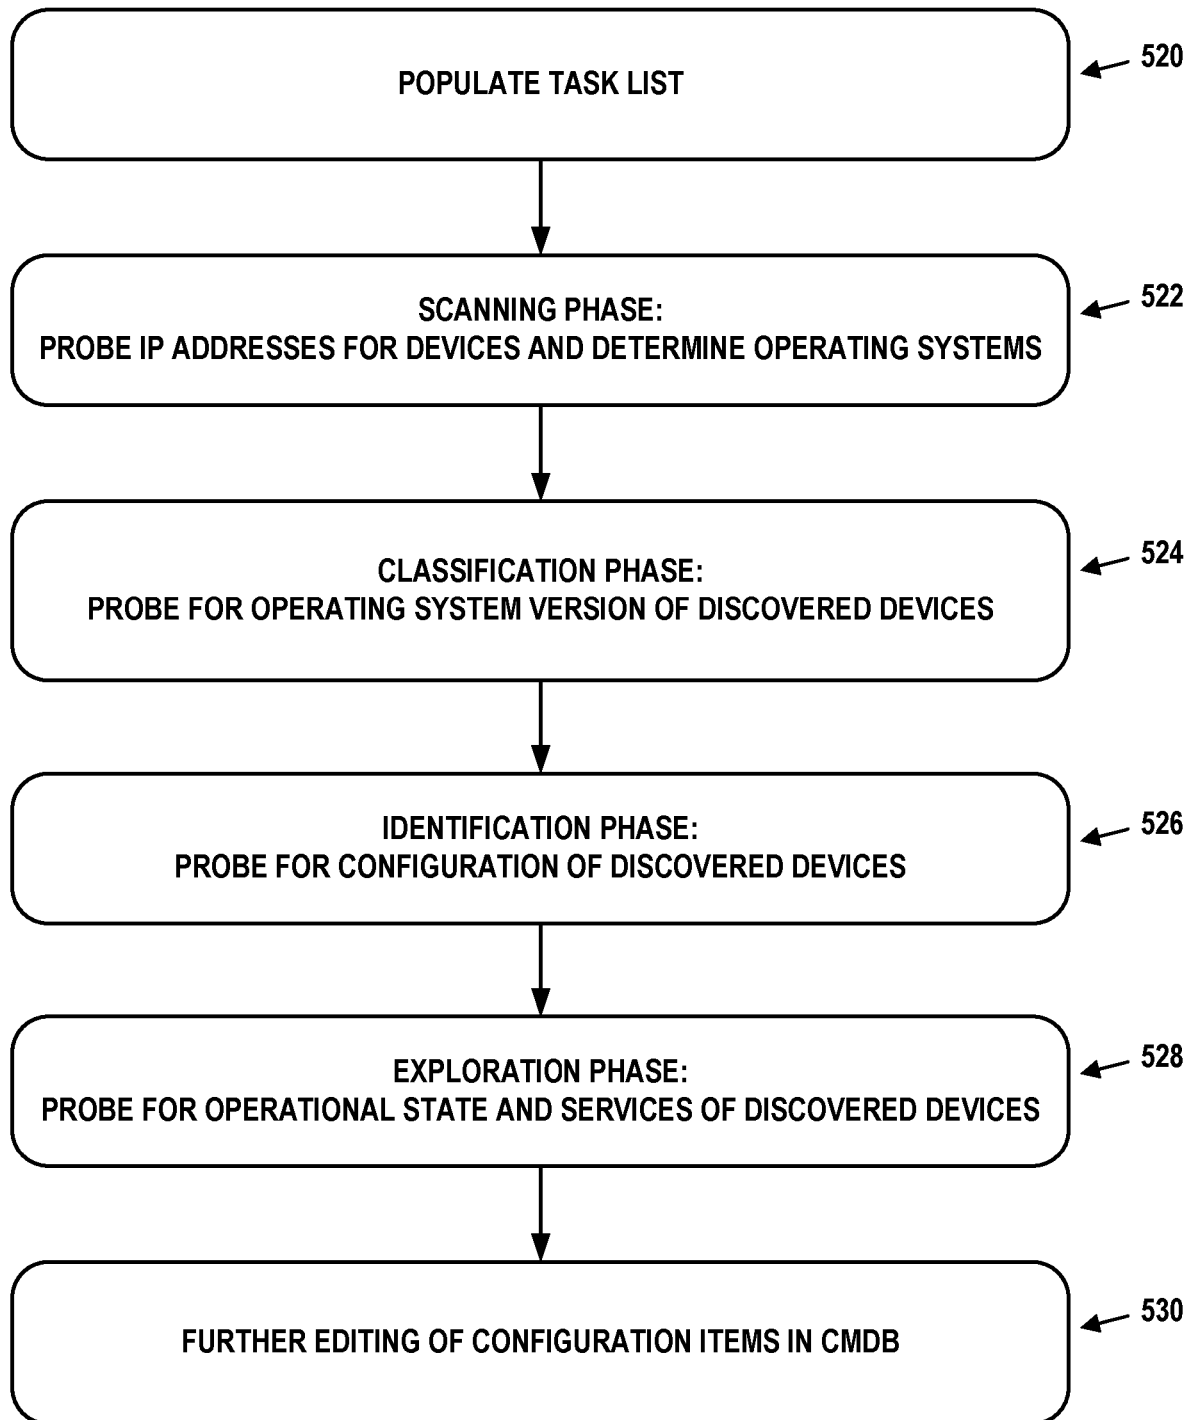 POPULATE TASK LIST
520
SCANNING PHASE:
PROBE IP ADDRESSES FOR DEVICES AND DETERMINE OPERATING SYSTEMS
522
CLASSIFICATION PHASE:
PROBE FOR OPERATING SYSTEM VERSION OF DISCOVERED DEVICES
524
IDENTIFICATION PHASE:
PROBE FOR CONFIGURATION OF DISCOVERED DEVICES
526
EXPLORATION PHASE:
PROBE FOR OPERATIONAL STATE AND SERVICES OF DISCOVERED DEVICES
528
FURTHER EDITING OF CONFIGURATION ITEMS IN CMDB
530